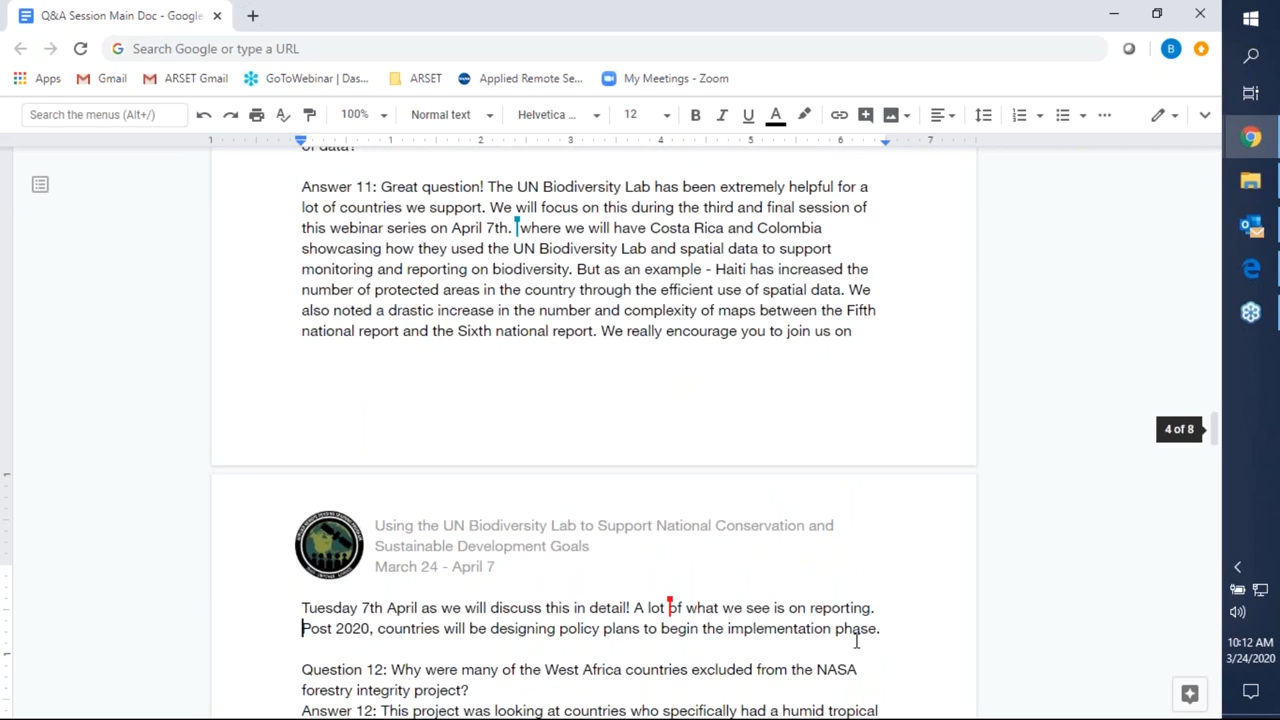 Q&A Session Main Doc - Google
Search Google or type a URL
B
Apps
Gmail
ARSET Gmail
GoToWebinar | Das...
ARSET
Applied Remote Se...
My Meetings - Zoom
Search the menus (Alt+/)
100%
Normal text
Helvetica ...
12
B I U A
1 1 2 3 4 5 6 7
of data?
Answer 11: Great question! The UN Biodiversity Lab has been extremely helpful for a
lot of countries we support. We will focus on this during the third and final session of
this webinar series on April 7th. where we will have Costa Rica and Colombia
showcasing how they used the UN Biodiversity Lab and spatial data to support
monitoring and reporting on biodiversity. But as an example - Haiti has increased the
number of protected areas in the country through the efficient use of spatial data. We
also noted a drastic increase in the number and complexity of maps between the Fifth
national report and the Sixth national report. We really encourage you to join us on
4 of 8
Using the UN Biodiversity Lab to Support National Conservation and
Sustainable Development Goals
March 24 - April 7
Tuesday 7th April as we will discuss this in detail! A lot of what we see is on reporting.
Post 2020, countries will be designing policy plans to begin the implementation phase.
Question 12: Why were many of the West Africa countries excluded from the NASA
forestry integrity project?
Answer 12: This project was looking at countries who specifically had a humid tropical
10:12 AM
3/24/2020